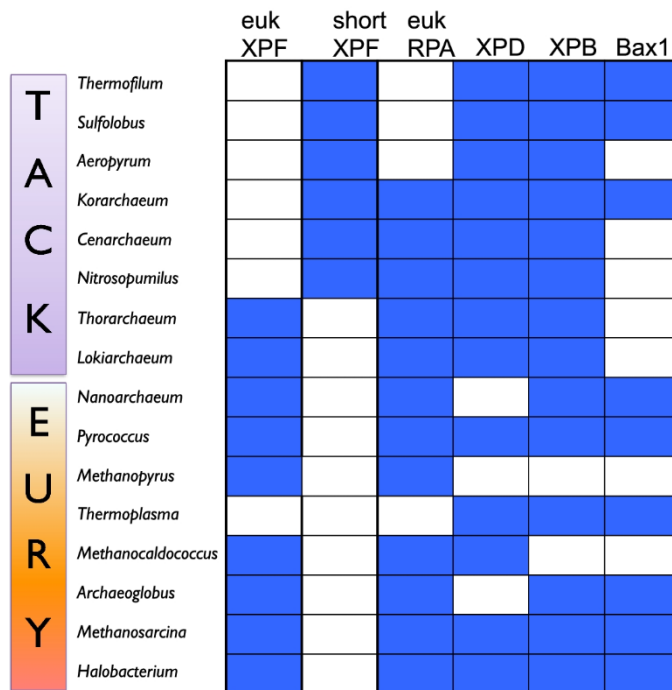 euk short euk
XPF XPF RPA XPD XPB Bax1
T
A
C
K
Thermofilum
Sulfolobus
Aeropyrum
Korarchaeum
Cenarchaeum
Nitrosopumilus
Thorarchaeum
Lokiarchaeum
E
U
R
Y
Nanoarchaeum
Pyrococcus
Methanopyrus
Thermoplasma
Methanocaldococcus
Archaeoglobus
Methanosarcina
Halobacterium